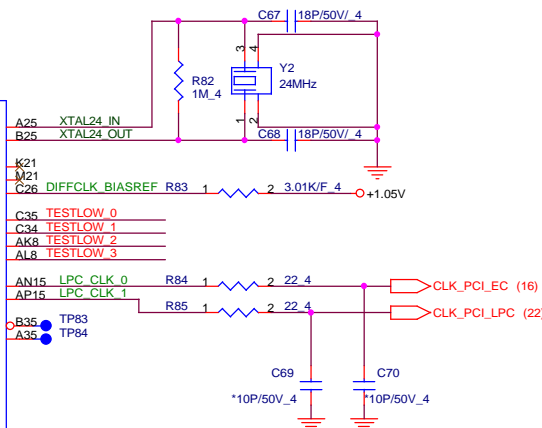 C67 18P/50V/_4
3 4
R82
1M_4
Y2
24MHz
1 2
C68 18P/50V/_4
A25 XTAL24_IN
B25 XTAL24_OUT
K21
M21
C26 DIFFCLK_BIASREF R83 1 2 3.01K/F_4 +1.05V
C35 TESTLOW_0
C34 TESTLOW_1
AK8 TESTLOW_2
AL8 TESTLOW_3
AN15 LPC_CLK_0 R84 1 2 22_4 CLK_PCI_EC (16)
AP15 LPC_CLK_1 R85 1 2 22_4 CLK_PCI_LPC (22)
B35 TP83
A35 TP84
C69 C70
*10P/50V_4 *10P/50V_4